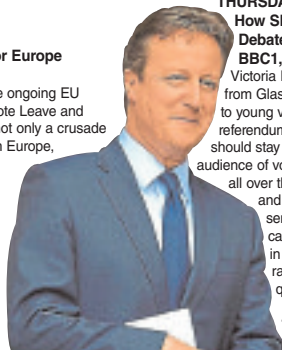 or Europe
e ongoing EU
ote Leave and
ot only a crusade
n Europe,
THURSDA
How Sh
Debate
BBC1,
Victoria
from Glas
to young v
referendum
should stay
audience of vo
all over th
and
ser
ca
in
ra
q